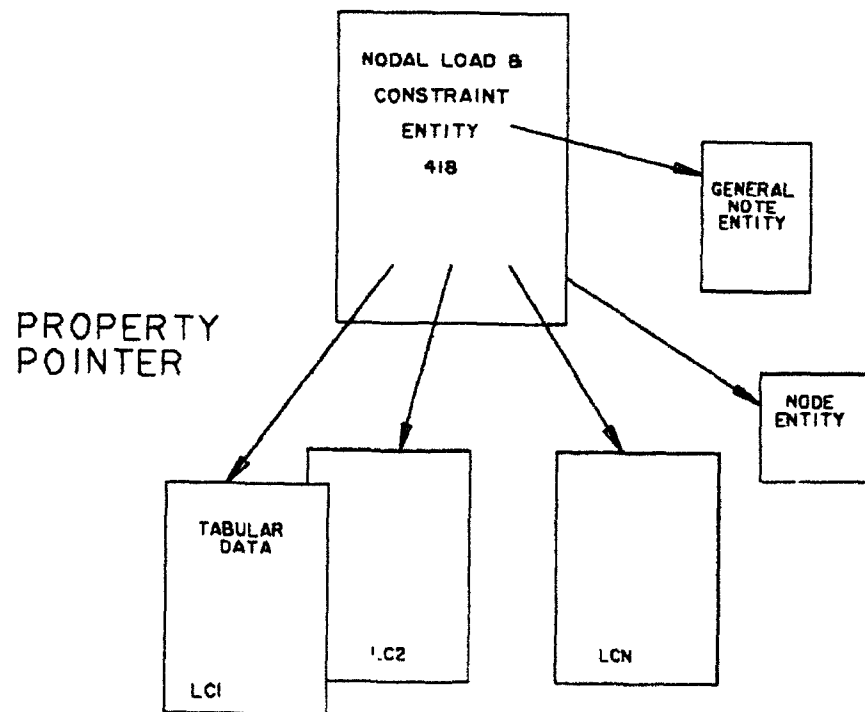 NODAL LOAD &
CONSTRAINT
ENTITY
418
GENERAL
NOTE
ENTITY
PROPERTY
POINTER
NODE
ENTITY
TABULAR
DATA
LC1
LC2
LCN